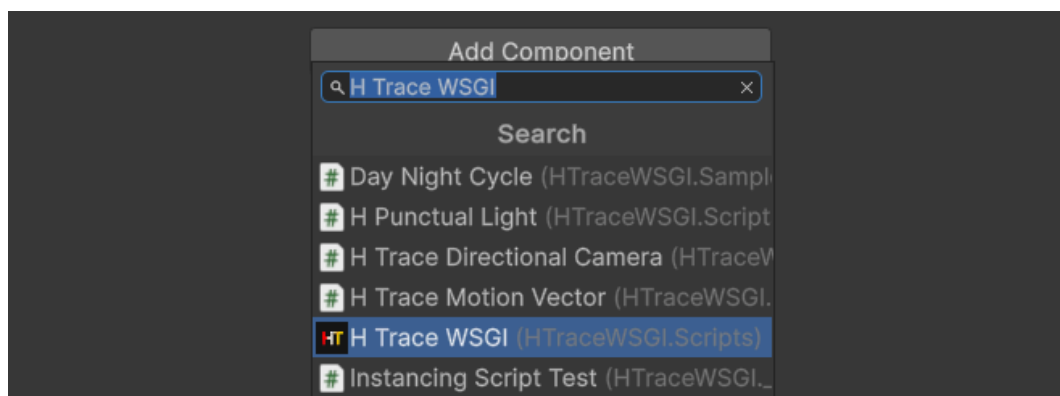 Add Component
H Trace WSGI
Search
# Day Night Cycle (HTraceWSGI.Sampl
# H Punctual Light (HTraceWSGI.Script
# H Trace Directional Camera (HTraceW
# H Trace Motion Vector (HTraceWSGI.
HT H Trace WSGI (HTraceWSGI.Scripts)
# Instancing Script Test (HTraceWSGI._